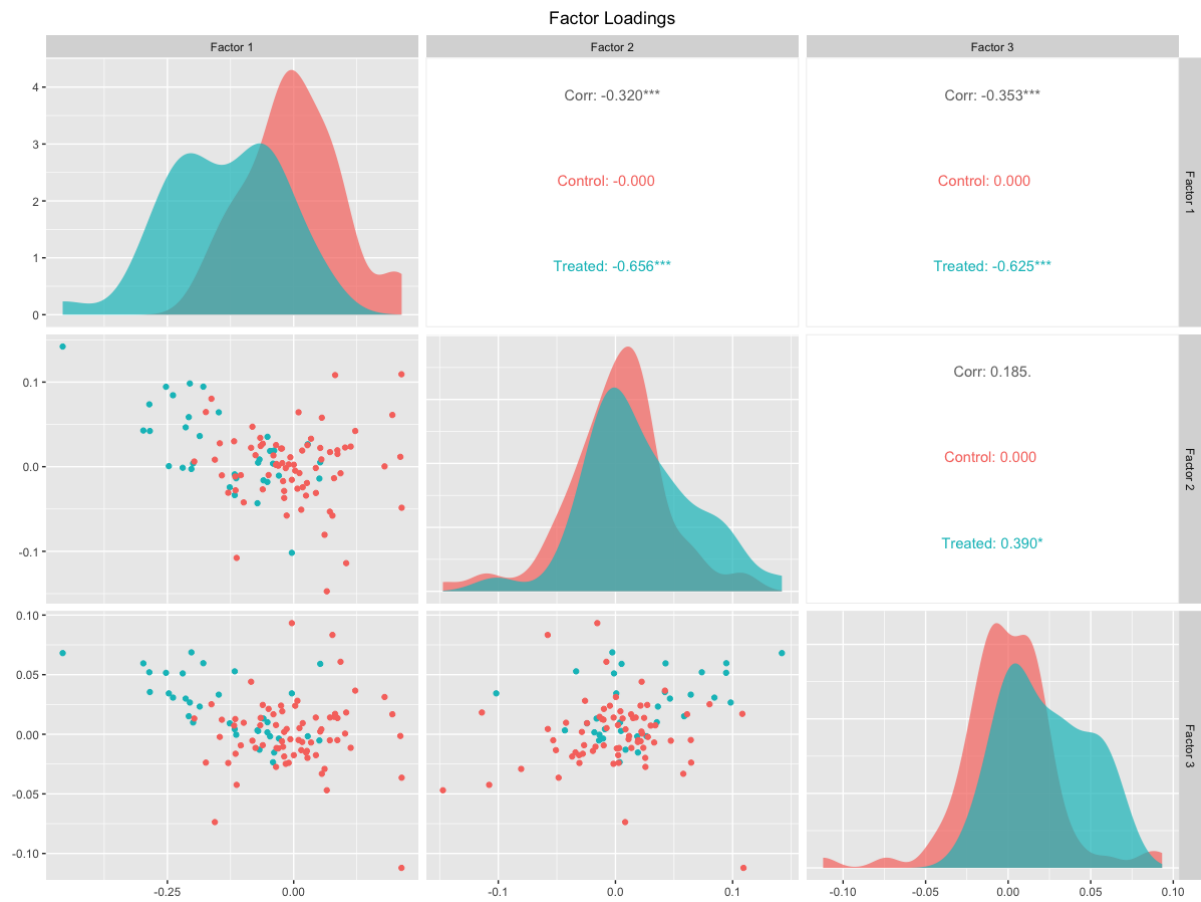 Factor Loadings
Factor 1
Factor 2
Factor 3
4
3
2
1
0
Corr: -0.320***
Control: -0.000
Treated: -0.656***
Corr: -0.353***
Control: 0.000
Treated: -0.625***
Factor 1
0.1
0.0
-0.1
Corr: 0.185.
Control: 0.000
Treated: 0.390*
Factor 2
0.10
0.05
0.00
-0.05
-0.10
Factor 3
-0.25
0.00
-0.1
0.0
0.1
-0.10
-0.05
0.00
0.05
0.10